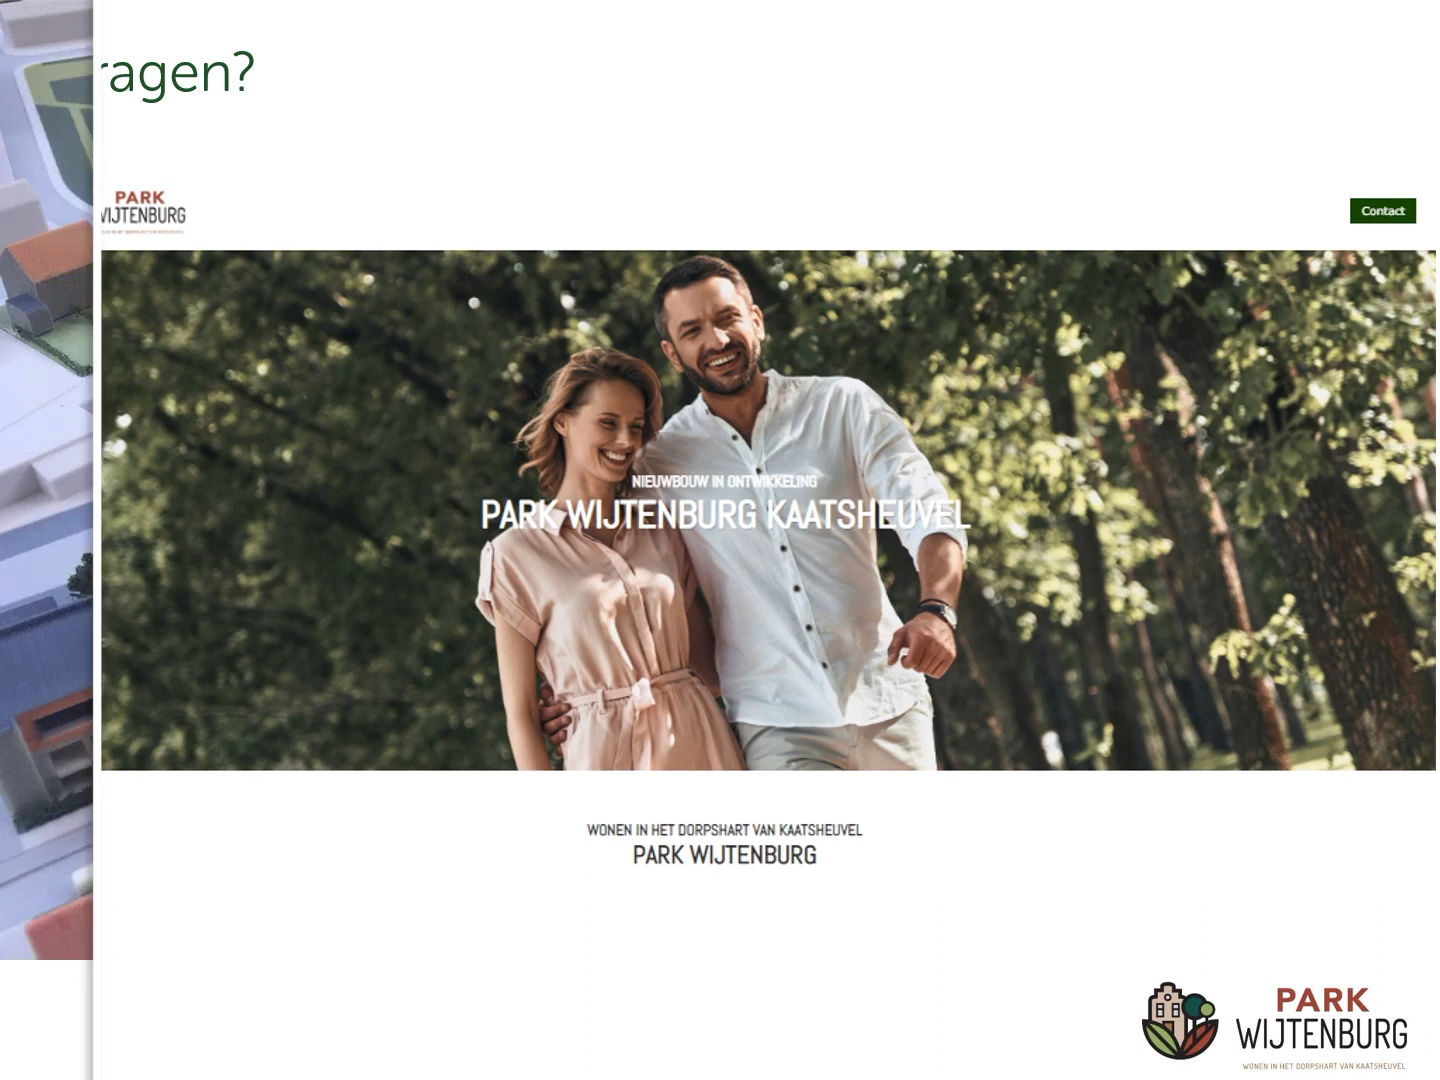 ragen?
PARK
WIJTENBURG
Contact
NIEUWBOUW IN ONTWIKKELING
PARK WIJTENBURG KAATSHEUVEL
WONEN IN HET DORPSHART VAN KAATSHEUVEL
PARK WIJTENBURG
PARK
WIJTENBURG
WONEN IN HET DORPSHART VAN KAATSHEUVEL